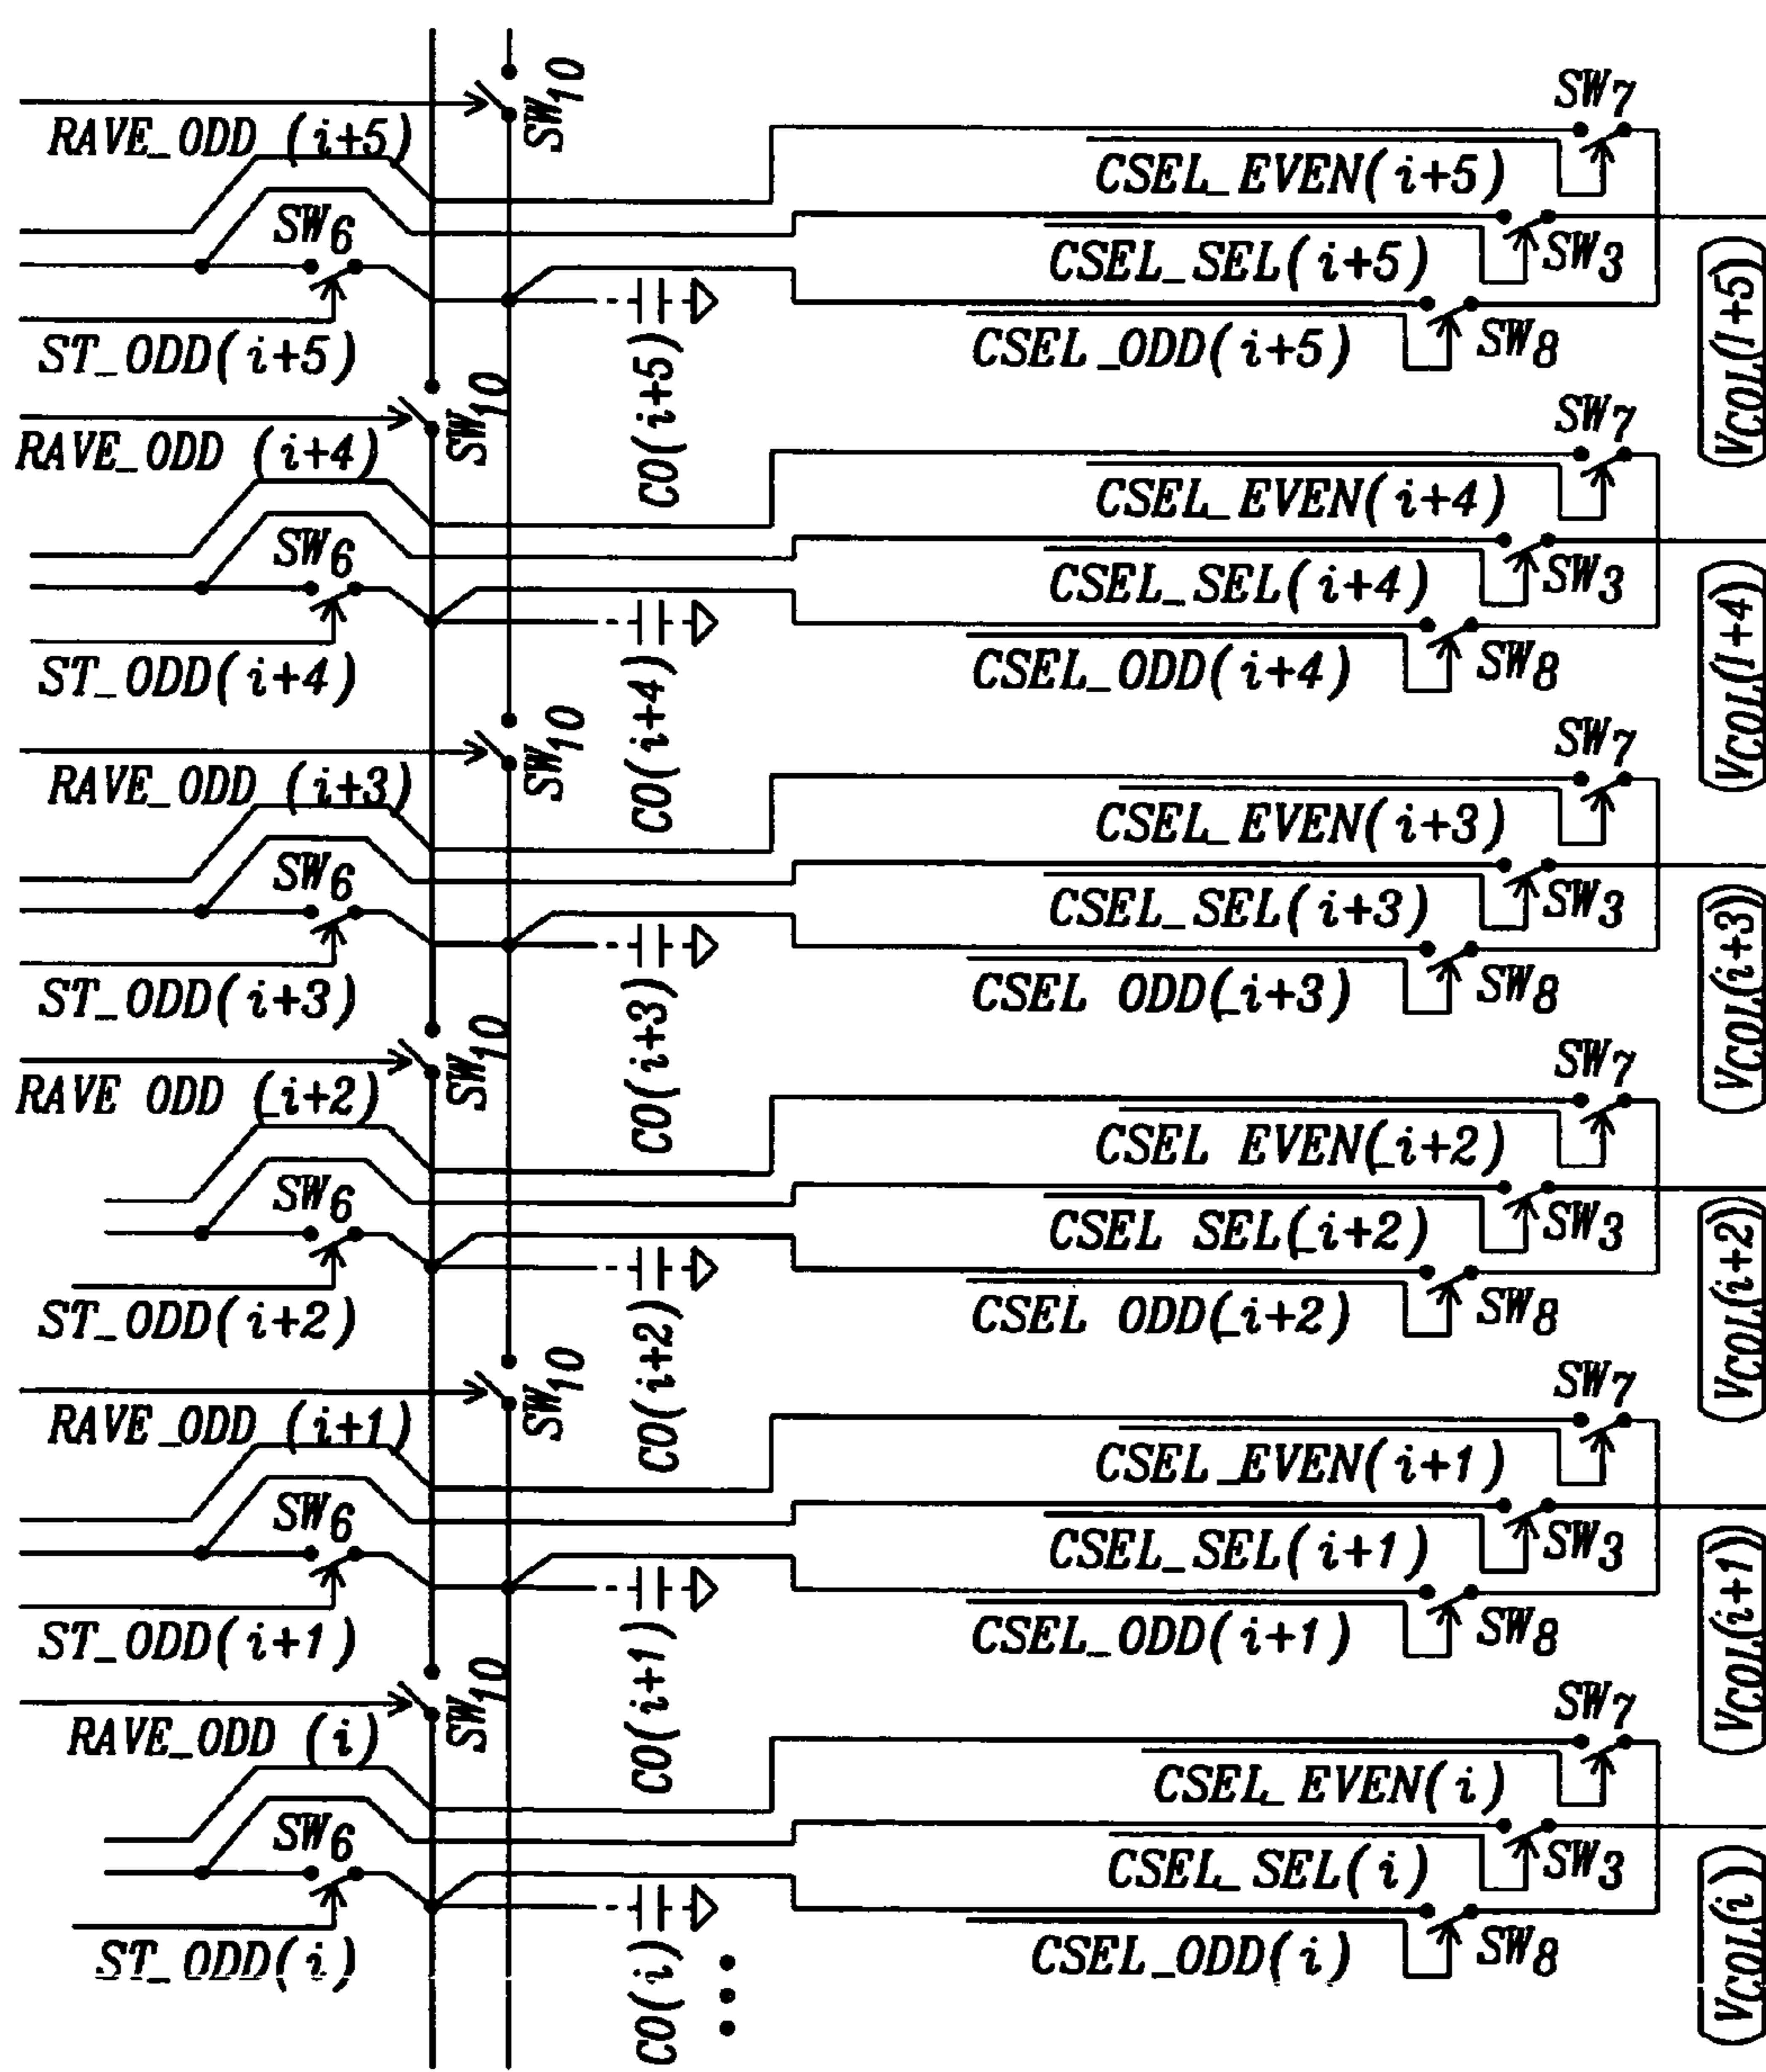 SW10
SW7
RAVE_ODD (i+5)
CSEL_EVEN(i+5)
SW6
CSEL_SEL(i+5)
SW3
ST_ODD(i+5)
CSEL_ODD(i+5)
SW8
VCOL(I+5)
CO(i+5)
SW10
SW7
RAVE_ODD (i+4)
CSEL_EVEN(i+4)
SW6
CSEL_SEL(i+4)
SW3
ST_ODD(i+4)
CSEL_ODD(i+4)
SW8
VCOL(I+4)
CO(i+4)
SW10
SW7
RAVE_ODD (i+3)
CSEL_EVEN(i+3)
SW6
CSEL_SEL(i+3)
SW3
ST_ODD(i+3)
CSEL ODD(_i+3)
SW8
VCOL(i+3)
CO(i+3)
SW10
SW7
RAVE ODD (_i+2)
CSEL EVEN(_i+2)
SW6
CSEL SEL(_i+2)
SW3
ST_ODD(i+2)
CSEL ODD(_i+2)
SW8
VCOL(i+2)
CO(i+2)
SW10
SW7
RAVE_ODD (i+1)
CSEL_EVEN(i+1)
SW6
CSEL_SEL(i+1)
SW3
ST_ODD(i+1)
CSEL_ODD(i+1)
SW8
VCOL(i+1)
CO(i+1)
SW10
SW7
RAVE_ODD (i)
CSEL_EVEN(i)
SW6
CSEL_SEL(i)
SW3
ST_ODD(i)
CSEL_ODD(i)
SW8
VCOL(i)
CO(i)